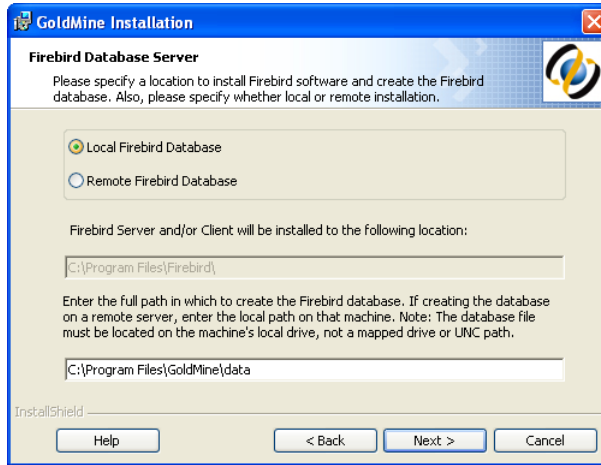 GoldMine Installation
Firebird Database Server
Please specify a location to install Firebird software and create the Firebird
database. Also, please specify whether local or remote installation.
Local Firebird Database
Remote Firebird Database
Firebird Server and/or Client will be installed to the following location:
C:\Program Files\Firebird\
Enter the full path in which to create the Firebird database. If creating the database
on a remote server, enter the local path on that machine. Note: The database file
must be located on the machine's local drive, not a mapped drive or UNC path.
C:\Program Files\GoldMine\data
InstallShield
Help < Back Next > Cancel